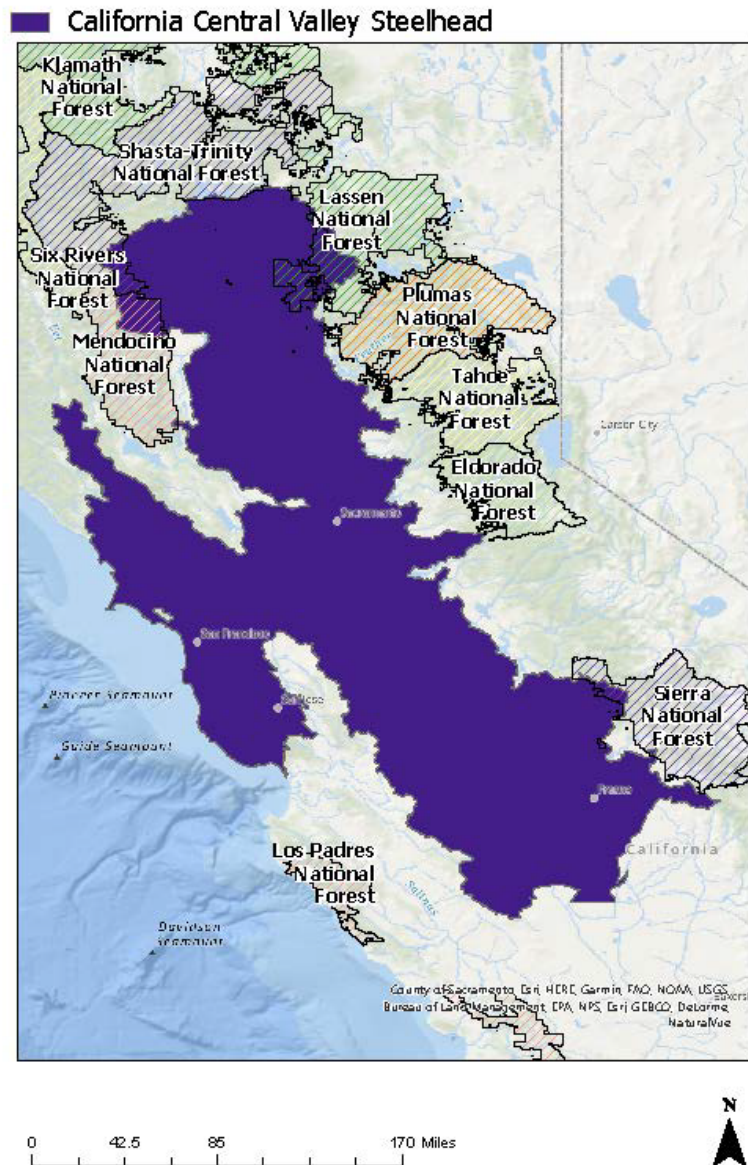 California Central Valley Steelhead
Klamath
National
Forest
Shasta-Trinity
National Forest
Lassen
National
Forest
Six Rivers
National
Forest
Plumas
National
Forest
Mendocino
National
Forest
Tahoe
National
Forest
Carson City
Eldorado
National
Forest
Sacramento
San Francisco
Pioneer Seamount
Guide Seamount
Sierra
National
Forest
Fresno
California
Los Padres
National
Forest
Salinas
Davidson
Seamount
County of Sacramento, Esri, HERE, Garmin, FAO, NOAA, USGS,
Bureau of Land Management, EPA, NPS, Esri, GEBCO, DeLorme,
NaturalVue
N
0 42.5 85 170 Miles